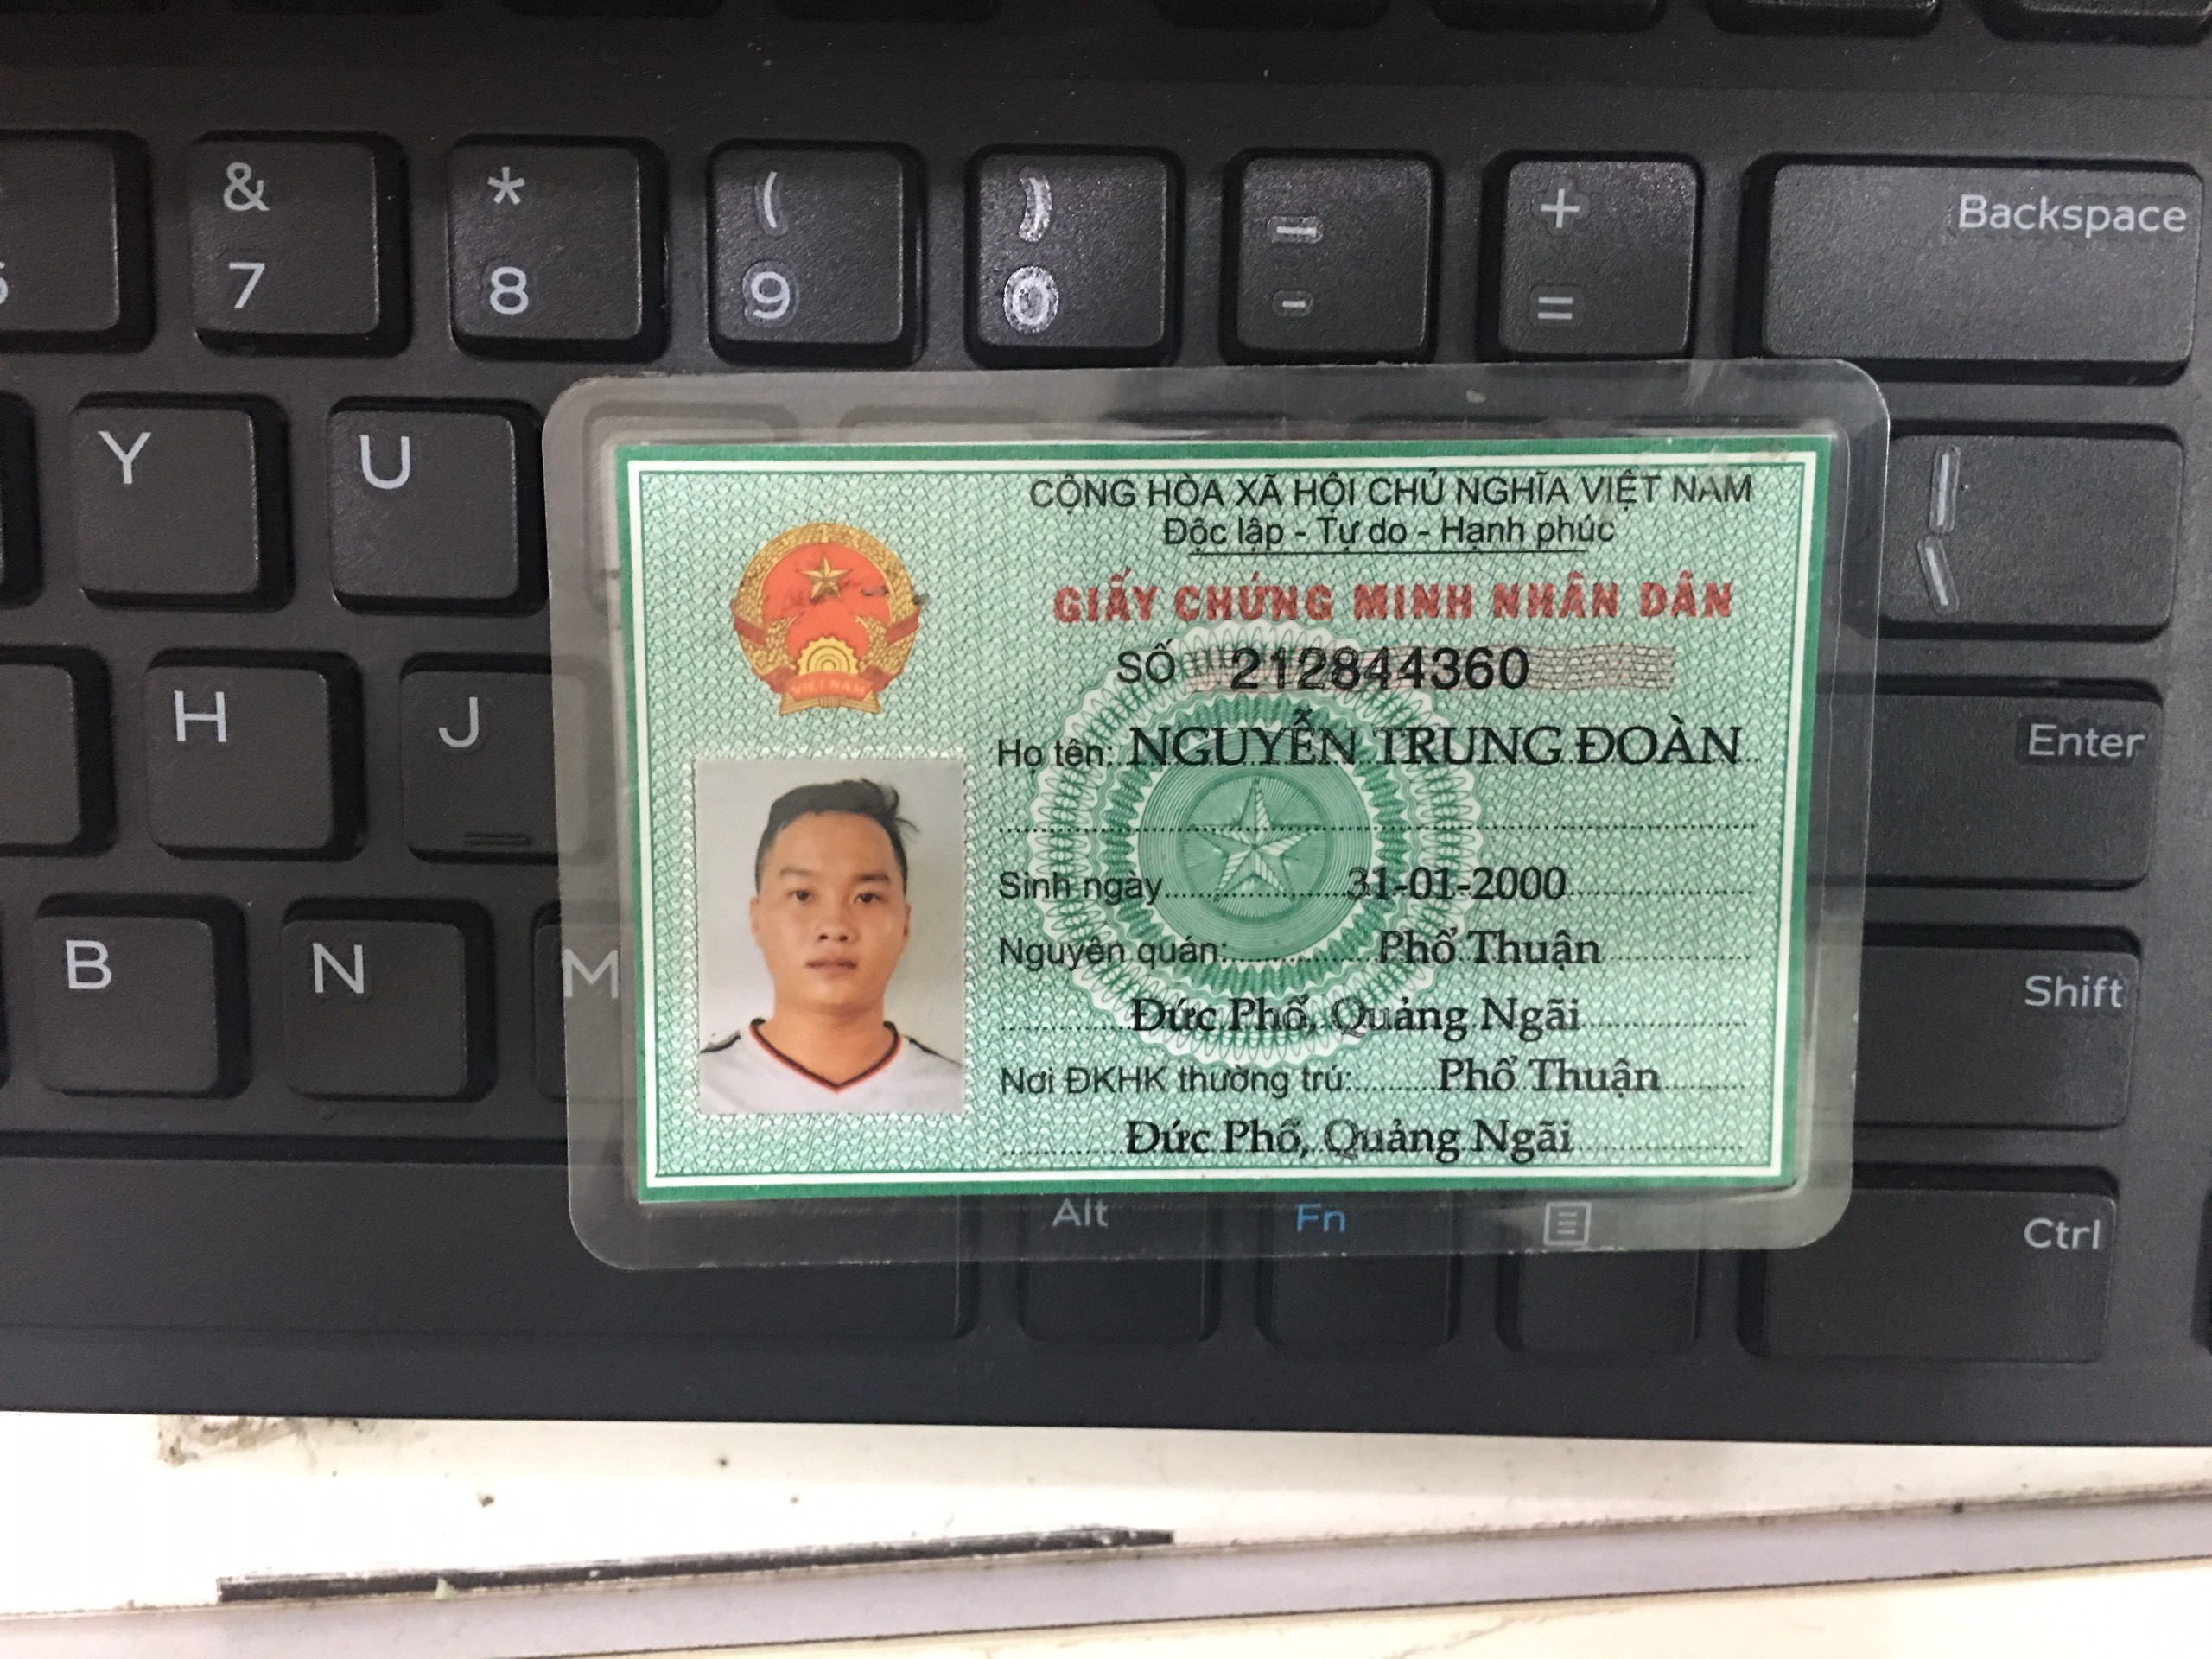 &
7
*
8
(
9
)
0
+
=
Backspace
Y
U
CỘNG HÒA XÃ HỘI CHỦ NGHĨA VIỆT NAM
Độc lập - Tự do - Hạnh phúc
GIẤY CHỨNG MINH NHÂN DÂN
VIỆT NAM
SỐ 212844360
Họ tên: NGUYỄN TRUNG ĐOÀN
Sinh ngày 31-01-2000
Nguyên quán: Phổ Thuận
Đức Phổ, Quảng Ngãi
Nơi ĐKHK thường trú: Phổ Thuận
Đức Phổ, Quảng Ngãi
H
J
Enter
B
N
M
Shift
Alt
Fn
Ctrl